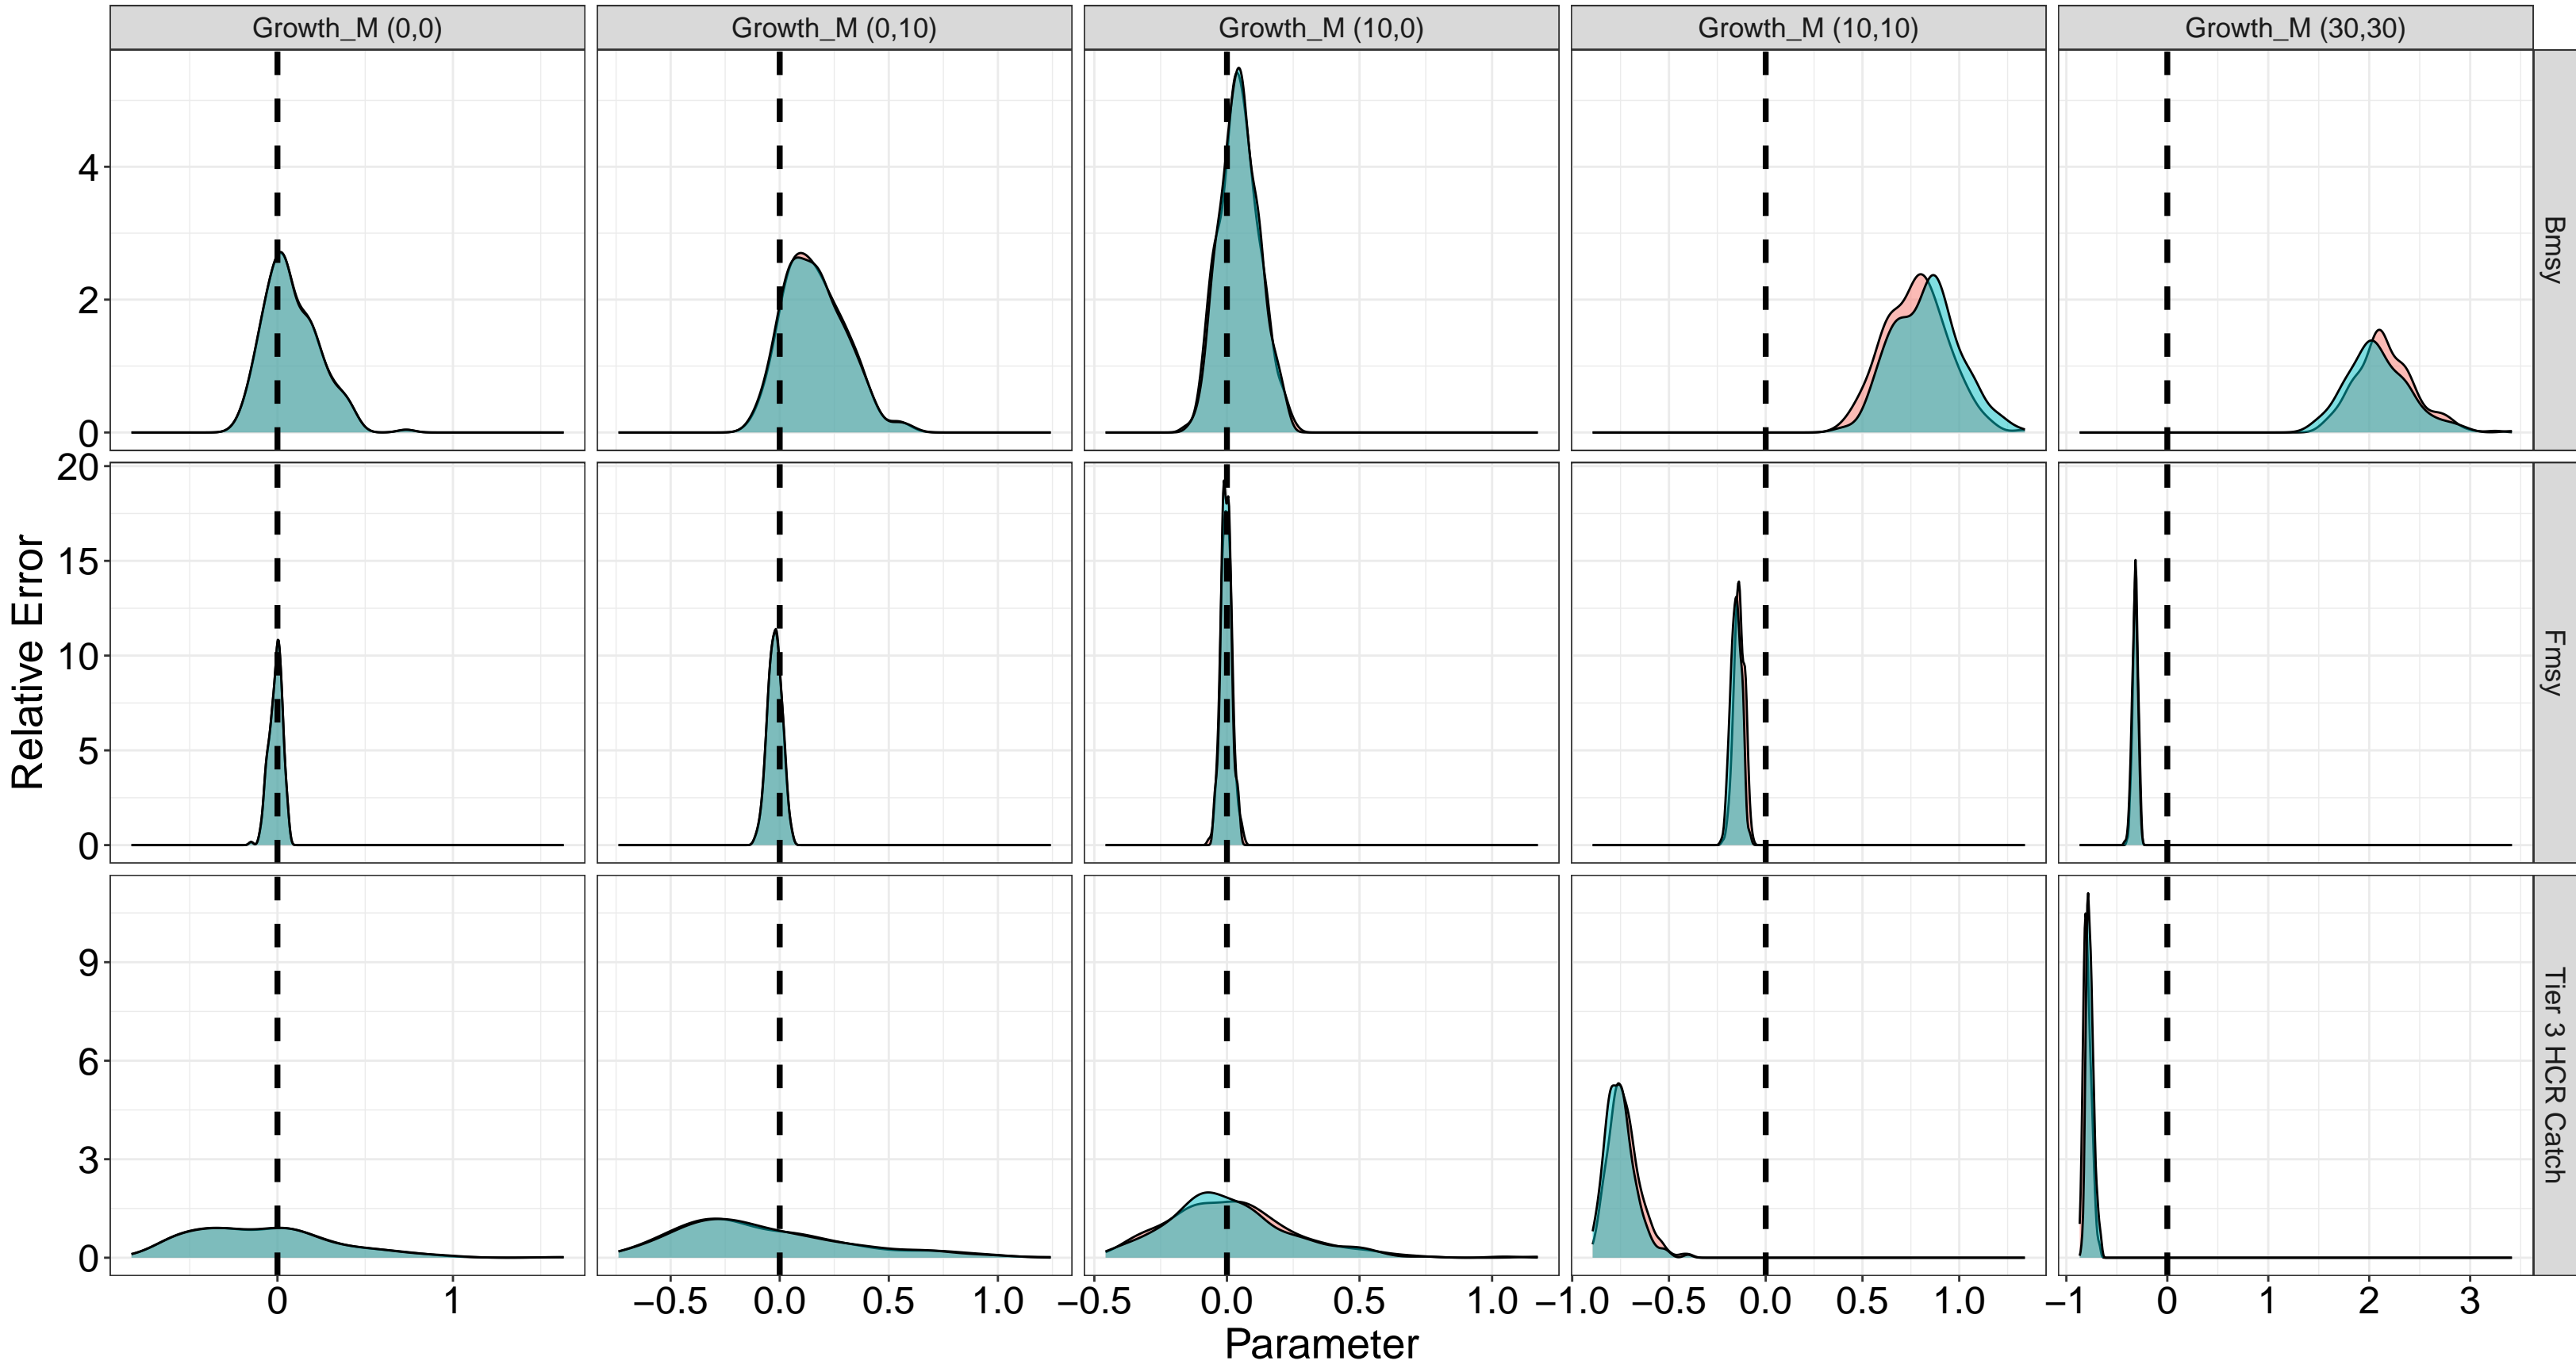 Growth_M (0,0) Growth_M (0,10) Growth_M (10,0) Growth_M (10,10) Growth_M (30,30)
Relative Error
4
2
0
Bmsy
20
15
10
5
0
Fmsy
9
6
3
0
Tier 3 HCR Catch
0 1 −0.5 0.0 0.5 1.0 −0.5 0.0 0.5 1.0 −1.0 −0.5 0.0 0.5 1.0 −1 0 1 2 3
Parameter